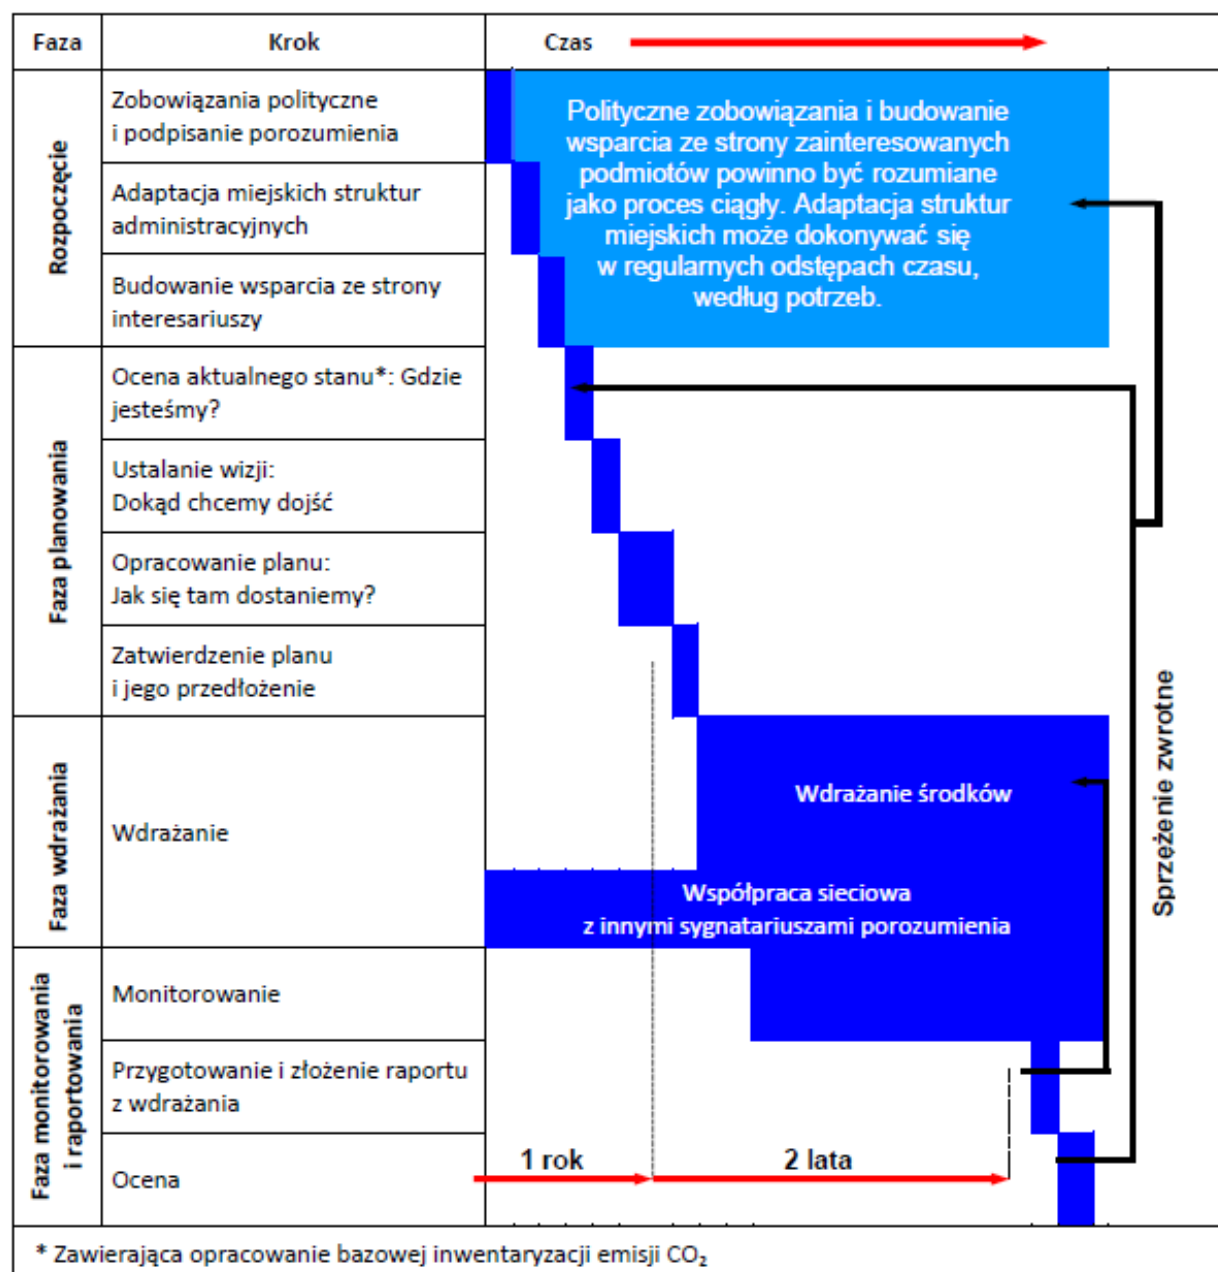 Faza
Krok
Czas
Rozpoczęcie
Zobowiązania polityczne
i podpisanie porozumienia
Adaptacja miejskich struktur
administracyjnych
Budowanie wsparcia ze strony
interesariuszy
Polityczne zobowiązania i budowanie
wsparcia ze strony zainteresowanych
podmiotów powinno być rozumiane
jako proces ciągły. Adaptacja struktur
miejskich może dokonywać się
w regularnych odstępach czasu,
według potrzeb.
Faza planowania
Ocena aktualnego stanu*: Gdzie
jesteśmy?
Ustalanie wizji:
Dokąd chcemy dojść
Opracowanie planu:
Jak się tam dostaniemy?
Zatwierdzenie planu
i jego przedłożenie
Faza wdrażania
Wdrażanie
Wdrażanie środków
Współpraca sieciowa
z innymi sygnatariuszami porozumienia
Sprzężenie zwrotne
Faza monitorowania
i raportowania
Monitorowanie
Przygotowanie i złożenie raportu
z wdrażania
Ocena
1 rok
2 lata
* Zawierająca opracowanie bazowej inwentaryzacji emisji CO₂